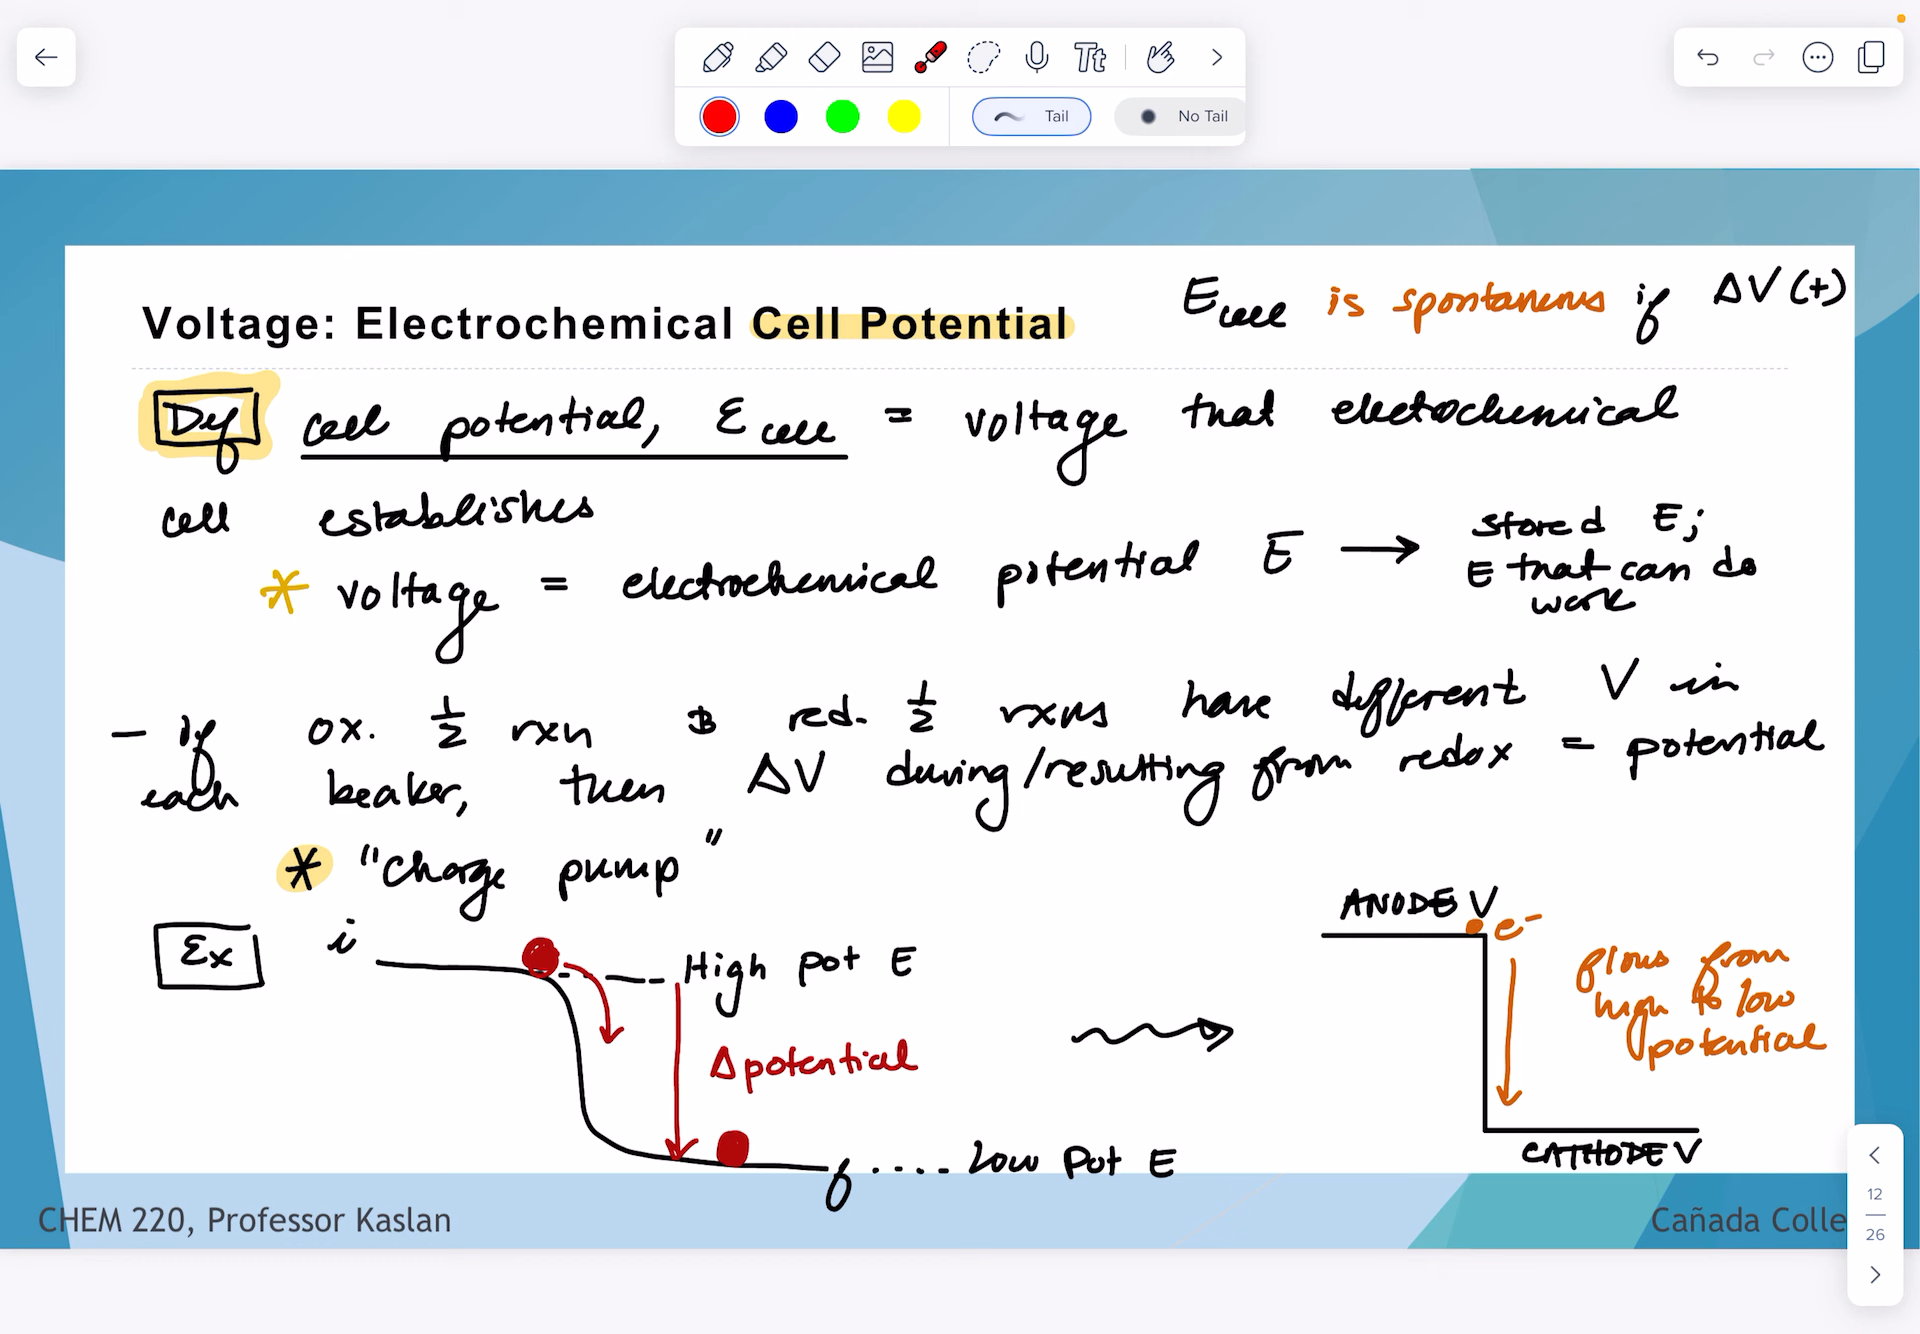 Tt
Tail
No Tail
Voltage: Electrochemical Cell Potential
Ecell is spontaneous if ΔV (+)
Def cell potential, Ecell = voltage that electrochemical
cell establishes
* voltage = electrochemical potential E → stored E;
E that can do
work
- if ox. 1/2 rxn & red. 1/2 rxns have different V in
each beaker, then ΔV during/resulting from redox = potential
* "charge pump"
Ex
i
High pot E
Δpotential
f .... Low Pot E
ANODE V
e-
flows from
high to low
potential
CATHODE V
CHEM 220, Professor Kaslan
Cañada Colle
12
26